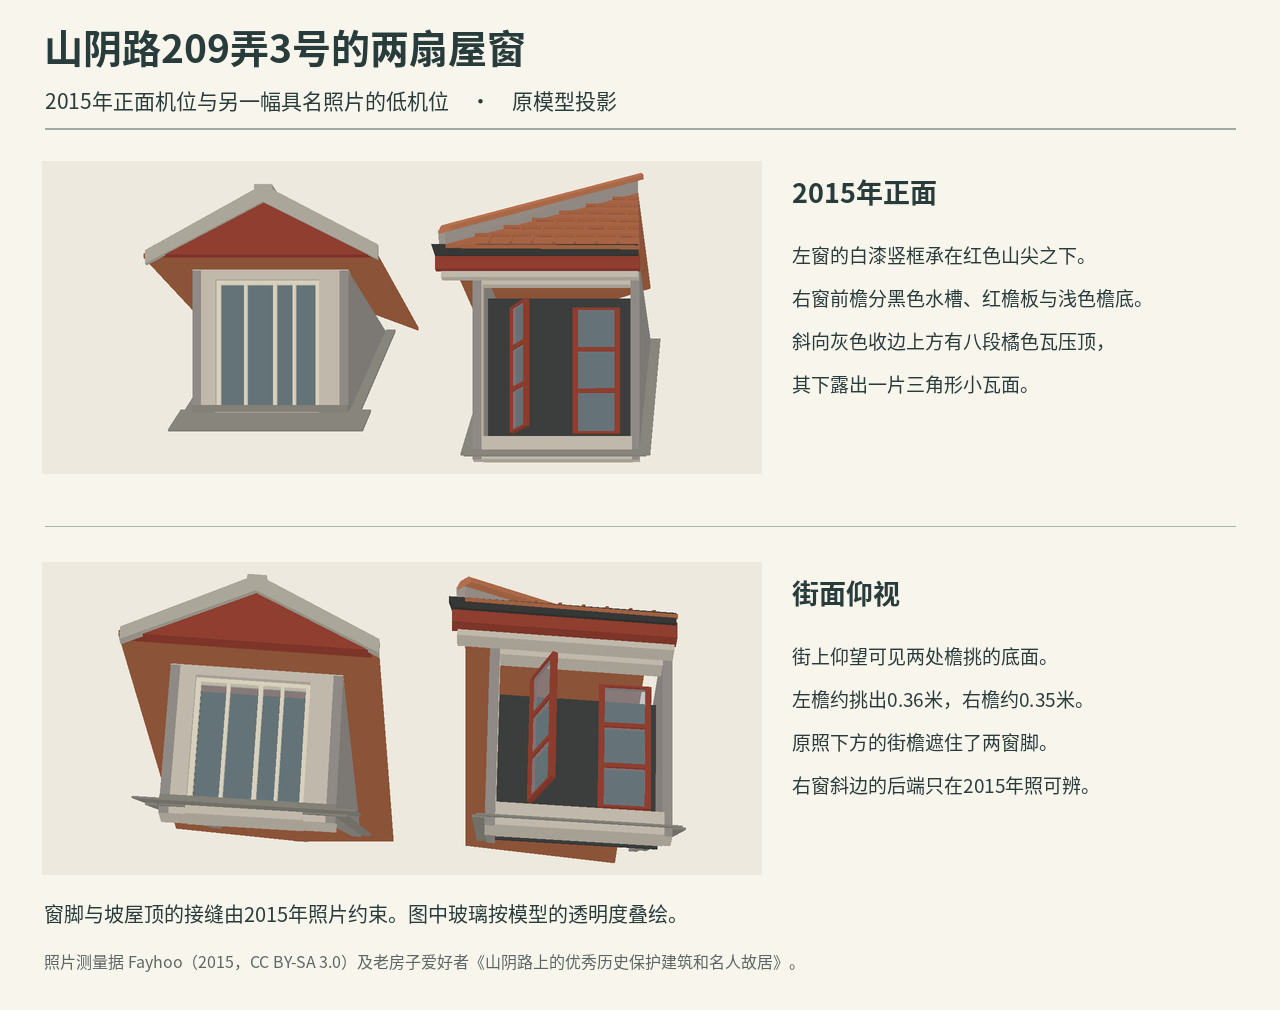 山阴路209弄3号的两扇屋窗
2015年正面机位与另一幅具名照片的低机位 · 原模型投影
2015年正面
左窗的白漆竖框承在红色山尖之下。
右窗前檐分黑色水槽、红檐板与浅色檐底。
斜向灰色收边上方有八段橘色瓦压顶，
其下露出一片三角形小瓦面。
街面仰视
街上仰望可见两处檐挑的底面。
左檐约挑出0.36米，右檐约0.35米。
原照下方的街檐遮住了两窗脚。
右窗斜边的后端只在2015年照可辨。
窗脚与坡屋顶的接缝由2015年照片约束。图中玻璃按模型的透明度叠绘。
照片测量据 Fayhoo（2015，CC BY-SA 3.0）及老房子爱好者《山阴路上的优秀历史保护建筑和名人故居》。